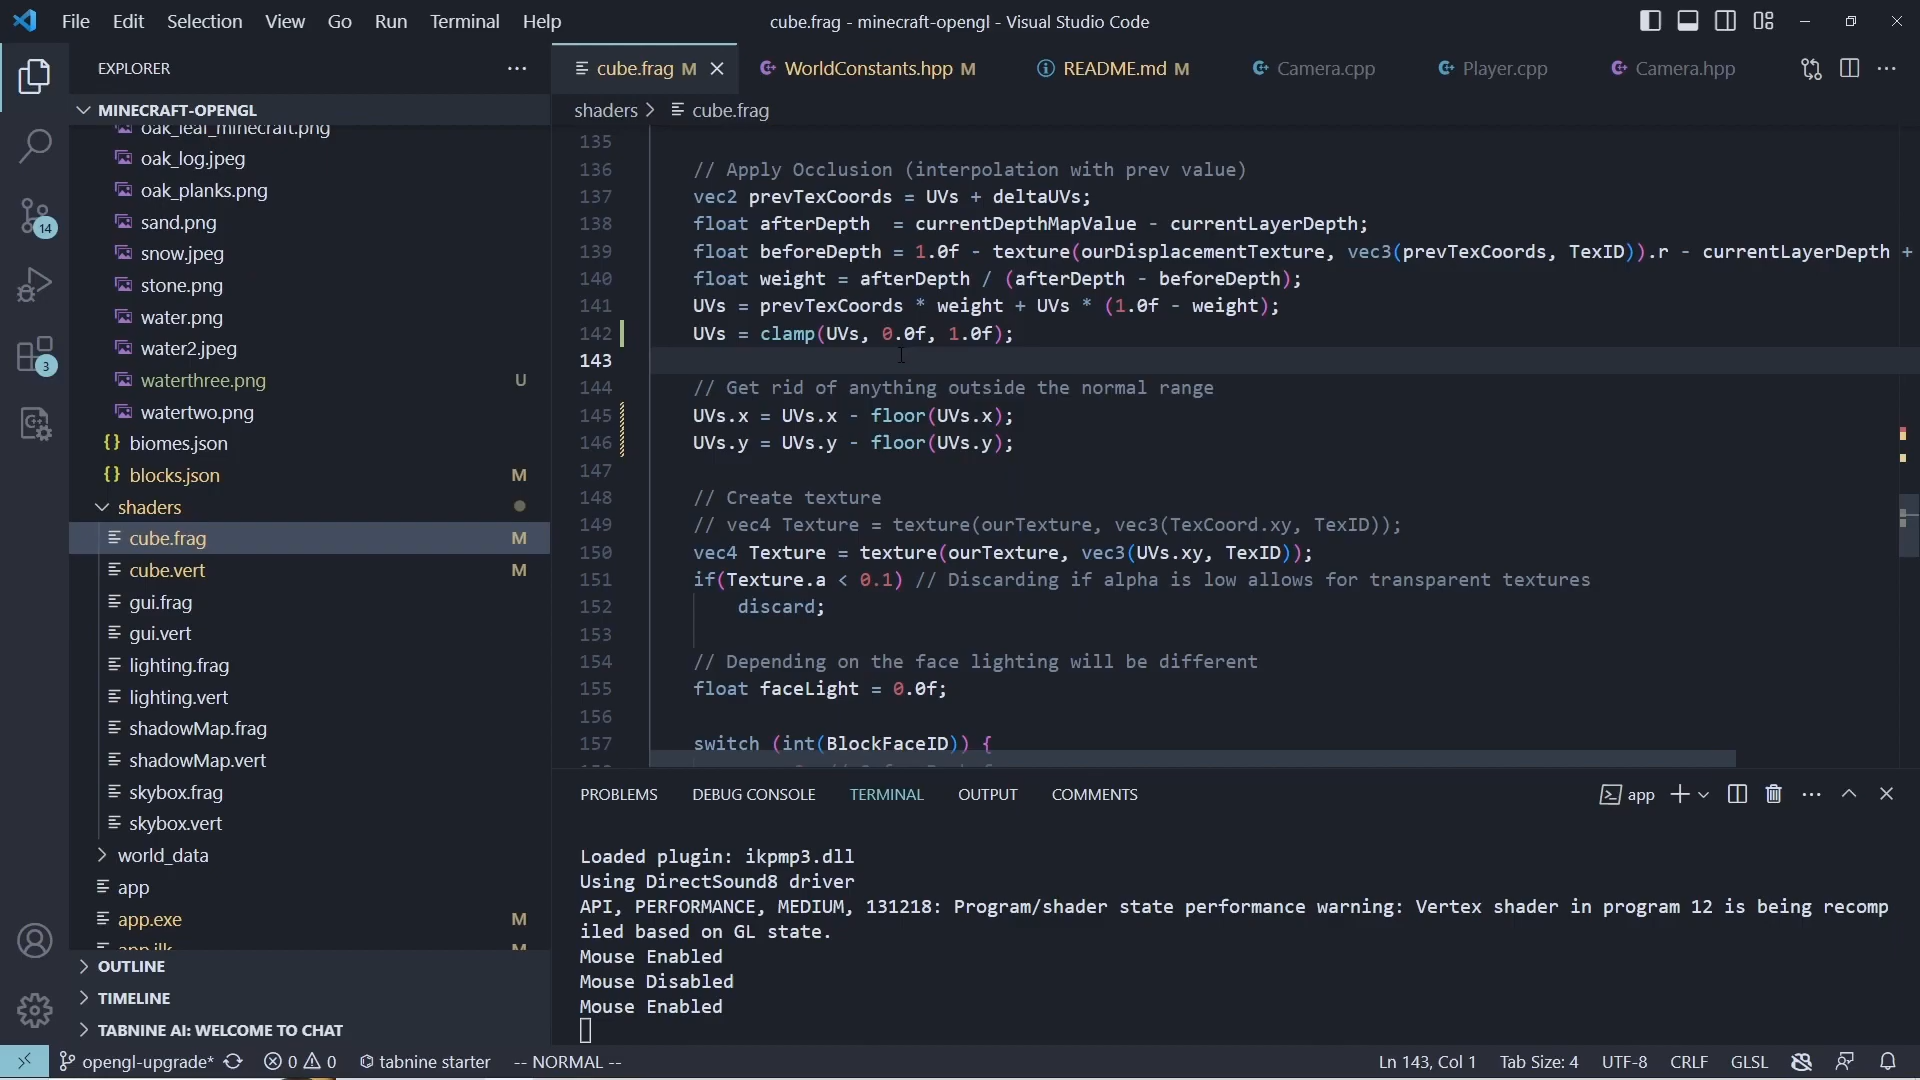 File Edit Selection View Go Run Terminal Help
cube.frag - minecraft-opengl - Visual Studio Code
EXPLORER
cube.frag M
WorldConstants.hpp M
README.md M
Camera.cpp
Player.cpp
Camera.hpp
MINECRAFT-OPENGL
oak_leaf_minecraft.png
oak_log.jpeg
oak_planks.png
sand.png
snow.jpeg
stone.png
water.png
water2.jpeg
waterthree.png U
watertwo.png
biomes.json
blocks.json M
shaders
cube.frag M
cube.vert M
gui.frag
gui.vert
lighting.frag
lighting.vert
shadowMap.frag
shadowMap.vert
skybox.frag
skybox.vert
world_data
app
app.exe M
app.ilk M
OUTLINE
TIMELINE
TABNINE AI: WELCOME TO CHAT
14
3
shaders > cube.frag
135
136 // Apply Occlusion (interpolation with prev value)
137 vec2 prevTexCoords = UVs + deltaUVs;
138 float afterDepth  = currentDepthMapValue - currentLayerDepth;
139 float beforeDepth = 1.0f - texture(ourDisplacementTexture, vec3(prevTexCoords, TexID)).r - currentLayerDepth +
140 float weight = afterDepth / (afterDepth - beforeDepth);
141 UVs = prevTexCoords * weight + UVs * (1.0f - weight);
142 UVs = clamp(UVs, 0.0f, 1.0f);
143
144 // Get rid of anything outside the normal range
145 UVs.x = UVs.x - floor(UVs.x);
146 UVs.y = UVs.y - floor(UVs.y);
147
148 // Create texture
149 // vec4 Texture = texture(ourTexture, vec3(TexCoord.xy, TexID));
150 vec4 Texture = texture(ourTexture, vec3(UVs.xy, TexID));
151 if(Texture.a < 0.1) // Discarding if alpha is low allows for transparent textures
152 discard;
153
154 // Depending on the face lighting will be different
155 float faceLight = 0.0f;
156
157 switch (int(BlockFaceID)) {
PROBLEMS DEBUG CONSOLE TERMINAL OUTPUT COMMENTS
app
Loaded plugin: ikpmp3.dll
Using DirectSound8 driver
API, PERFORMANCE, MEDIUM, 131218: Program/shader state performance warning: Vertex shader in program 12 is being recomp
iled based on GL state.
Mouse Enabled
Mouse Disabled
Mouse Enabled
opengl-upgrade* 0 0 tabnine starter -- NORMAL -- Ln 143, Col 1 Tab Size: 4 UTF-8 CRLF GLSL